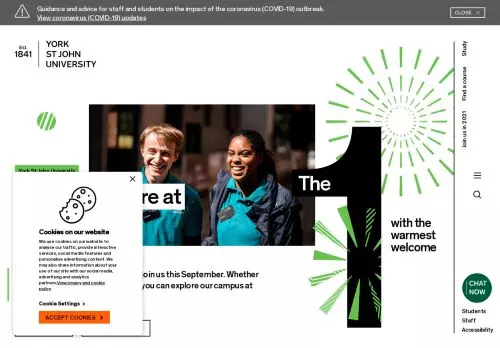 Guidance and advice for staff and students on the impact of the coronavirus (COVID-19) outbreak.
View coronavirus (COVID-19) updates
CLOSE ×
Est.
1841
YORK
ST JOHN
UNIVERSITY
Study
Find a course
Join us in 2021
York St John University
re at
The
1
with the
warmest
welcome
Cookies on our website
We use cookies on our website to
analyse our traffic, provide interactive
services, social media features and
personalise advertising content. We
may also share information about your
use of our site with our social media,
advertising and analytics
partners.View privacy and cookie
policy
Cookie Settings
ACCEPT COOKIES
oin us this September. Whether
you can explore our campus at
CHAT
NOW
Students
Staff
Accessibility